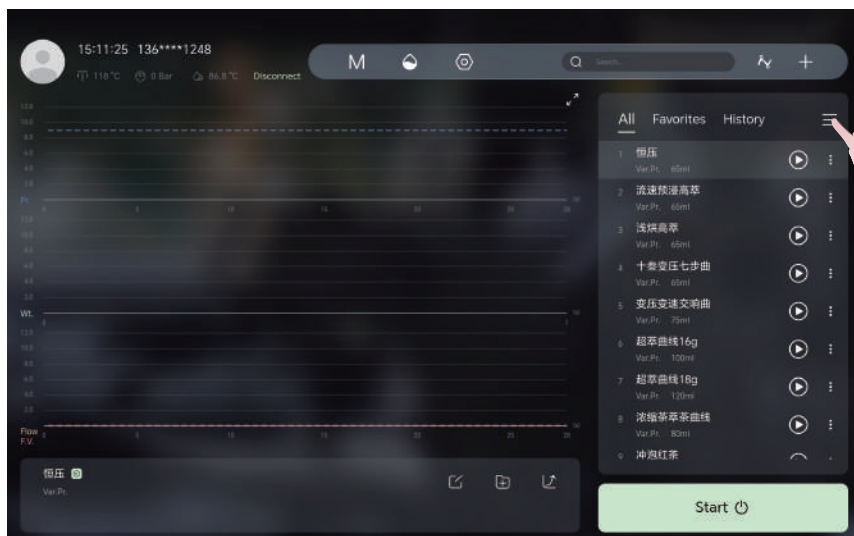 15:11:25 136****1248
118℃ 0 Bar 86.8℃ Disconnect
M
Search...
All Favorites History
1 恒压
Var.Pr. 65ml
2 流速预浸高萃
Var.Pr. 65ml
3 浅烘高萃
Var.Pr. 65ml
4 十叁变压七步曲
Var.Pr. 65ml
5 变压变速交响曲
Var.Pr. 75ml
6 超萃曲线16g
Var.Pr. 100ml
7 超萃曲线18g
Var.Pr. 120ml
8 浓缩茶萃茶曲线
Var.Pr. 80ml
9 冲泡红茶
Pr.
Wt.
Flow
F.V.
恒压
Var.Pr.
Start